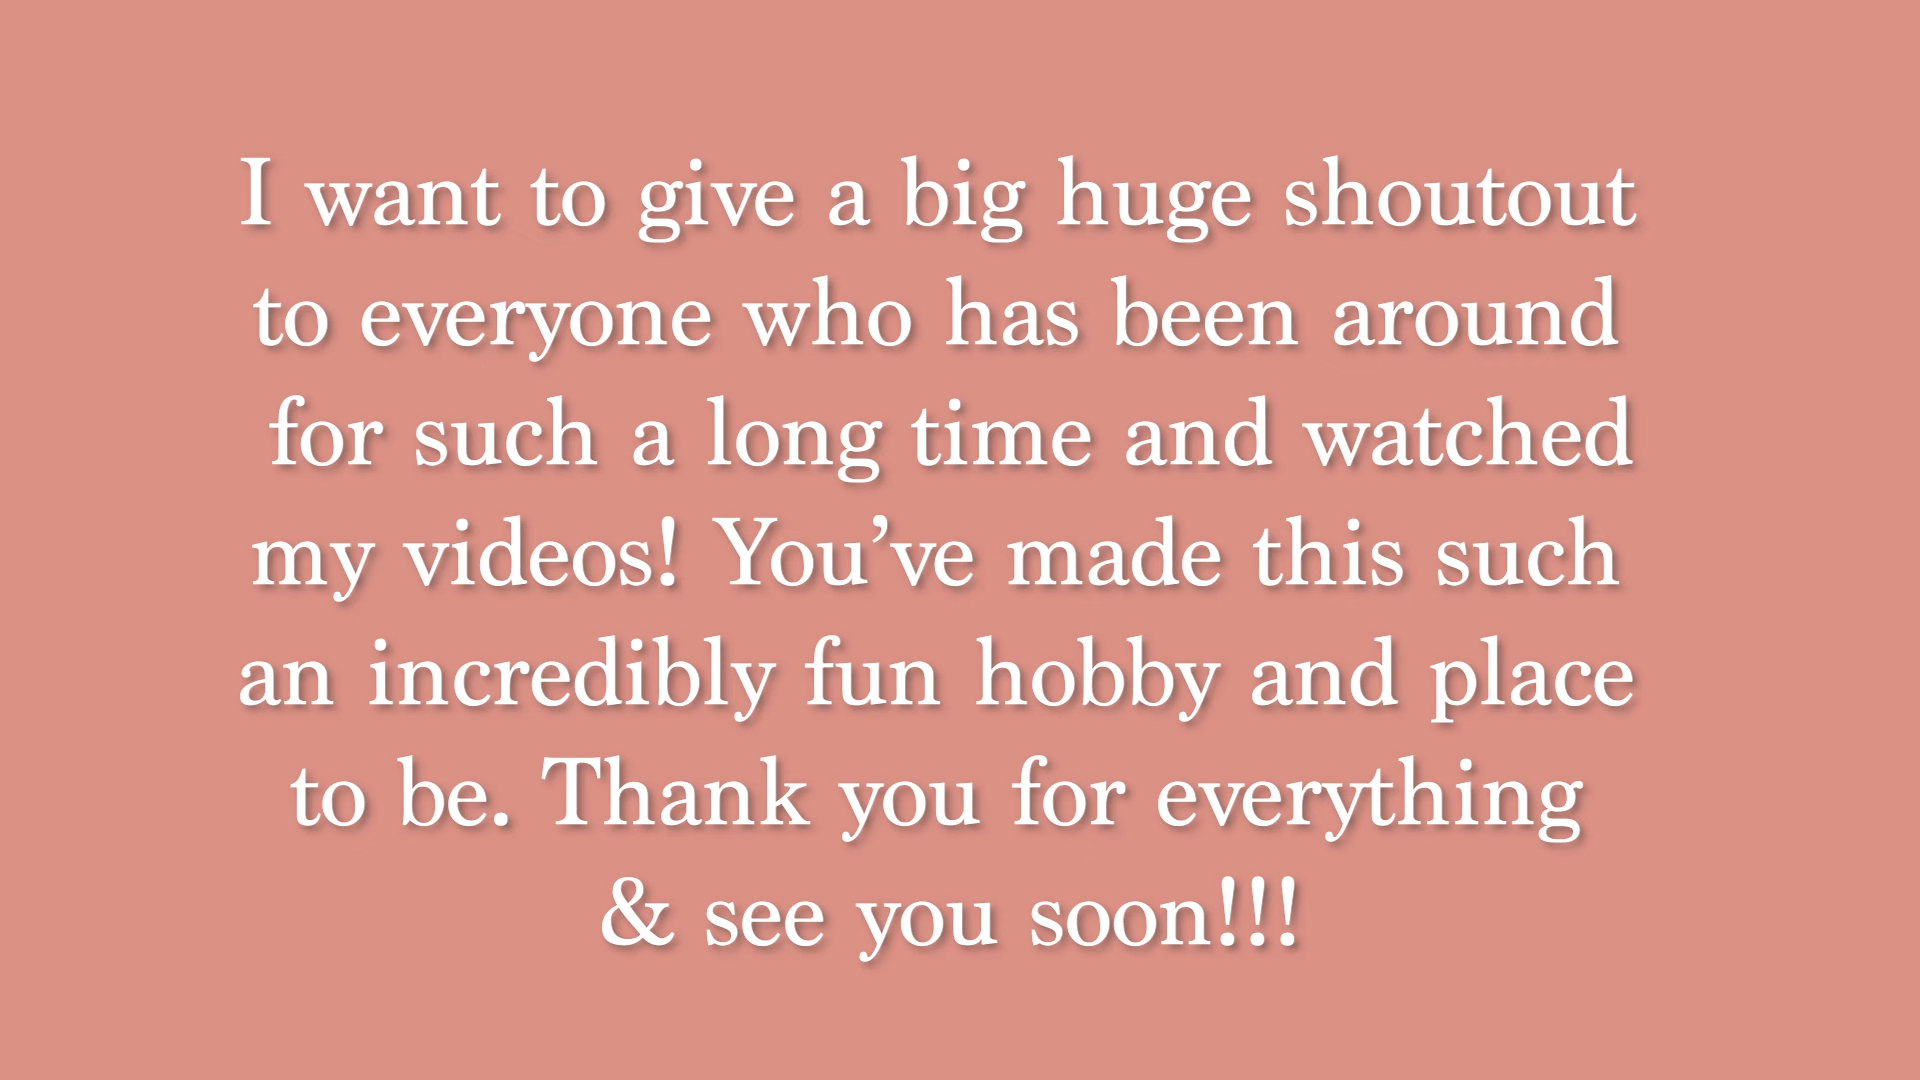 I want to give a big huge shoutout
to everyone who has been around
for such a long time and watched
my videos! You’ve made this such
an incredibly fun hobby and place
to be. Thank you for everything
& see you soon!!!